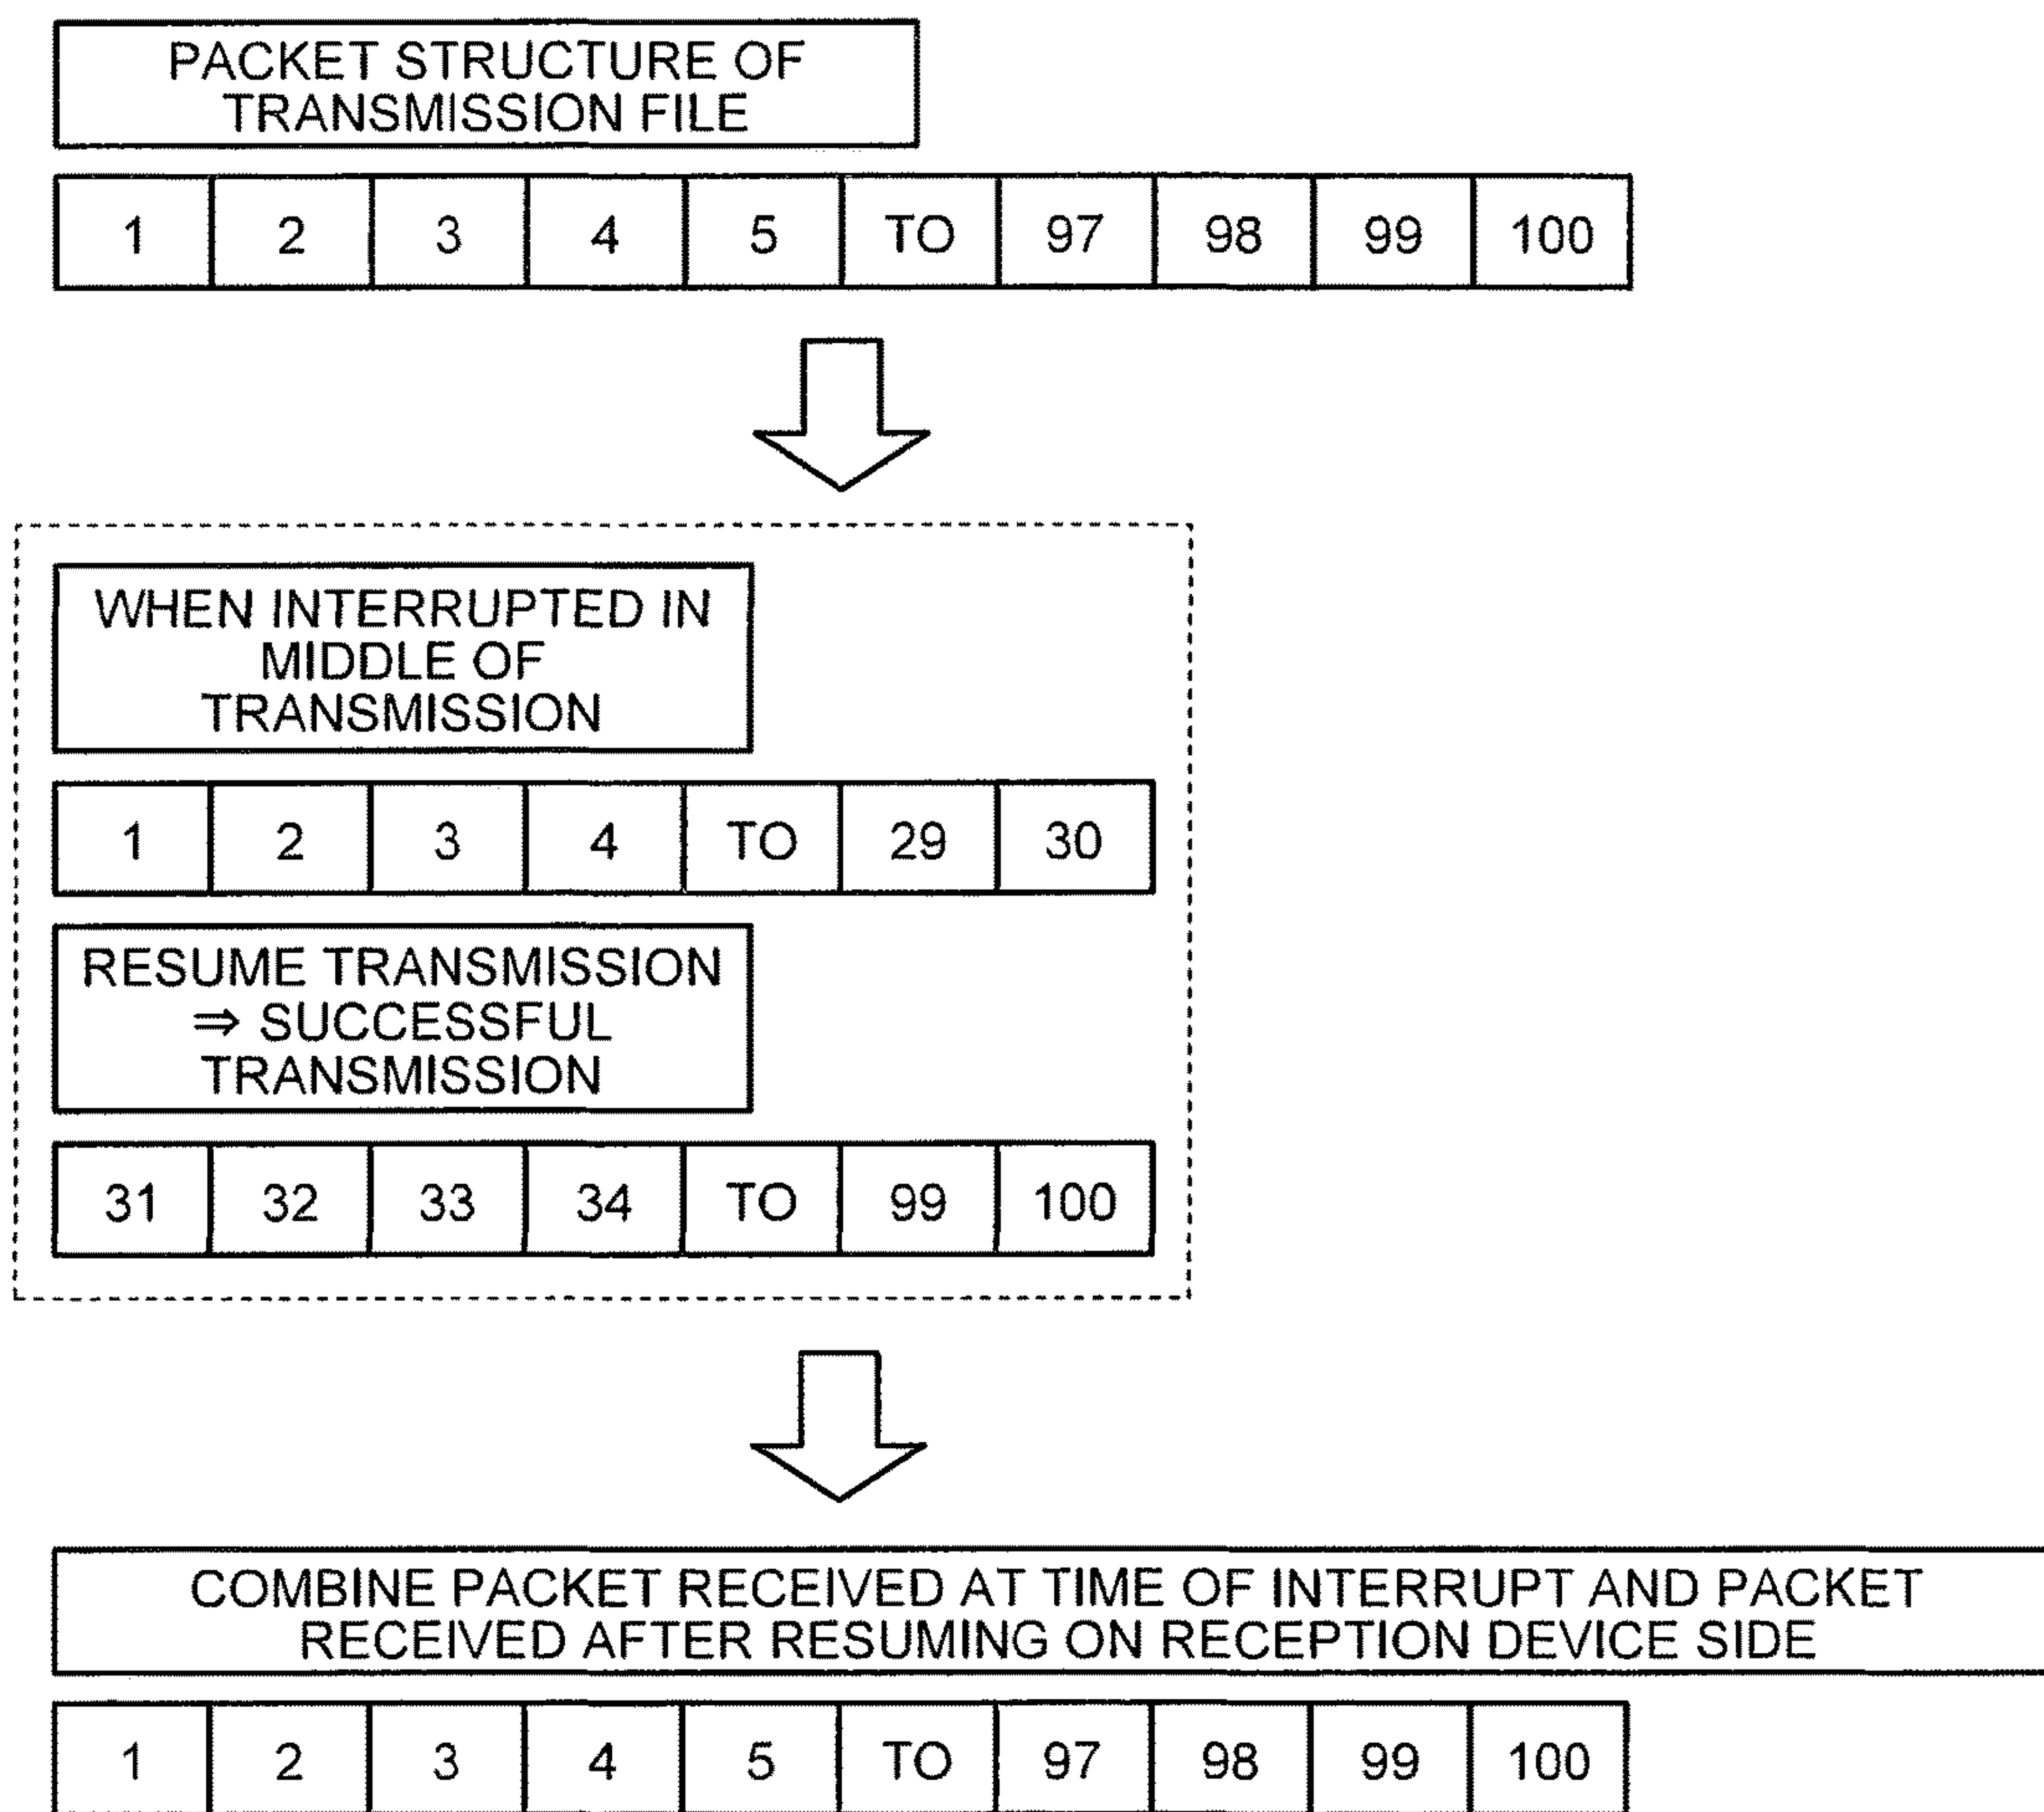 PACKET STRUCTURE OF
TRANSMISSION FILE
1 2 3 4 5 TO 97 98 99 100
WHEN INTERRUPTED IN
MIDDLE OF
TRANSMISSION
1 2 3 4 TO 29 30
RESUME TRANSMISSION
⇒ SUCCESSFUL
TRANSMISSION
31 32 33 34 TO 99 100
COMBINE PACKET RECEIVED AT TIME OF INTERRUPT AND PACKET
RECEIVED AFTER RESUMING ON RECEPTION DEVICE SIDE
1 2 3 4 5 TO 97 98 99 100